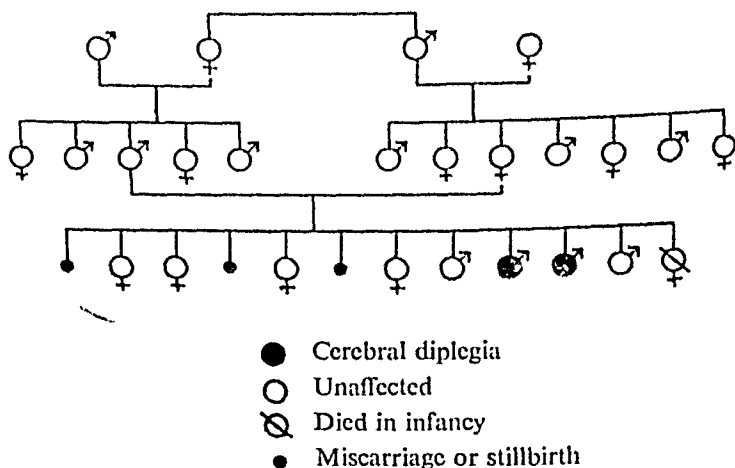 Cerebral diplegia
Unaffected
Died in infancy
Miscarriage or stillbirth